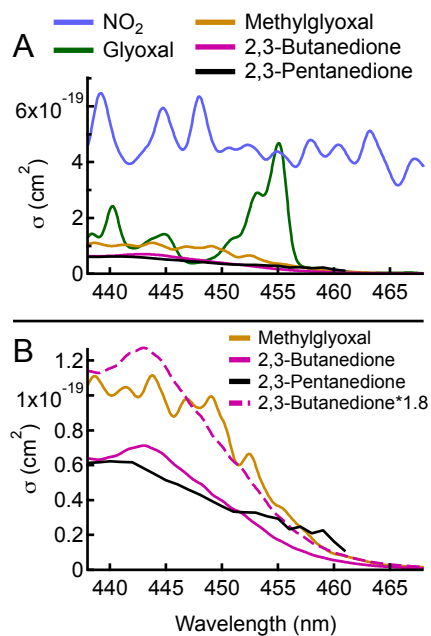 NO₂
Glyoxal
Methylglyoxal
2,3-Butanedione
2,3-Pentanedione
A
6x10⁻¹⁹
4
2
0
σ (cm²)
440
445
450
455
460
465
B
Methylglyoxal
2,3-Butanedione
2,3-Pentanedione
2,3-Butanedione*1.8
1.2
1x10⁻¹⁹
0.8
0.6
0.4
0.2
0
σ (cm²)
440
445
450
455
460
465
Wavelength (nm)